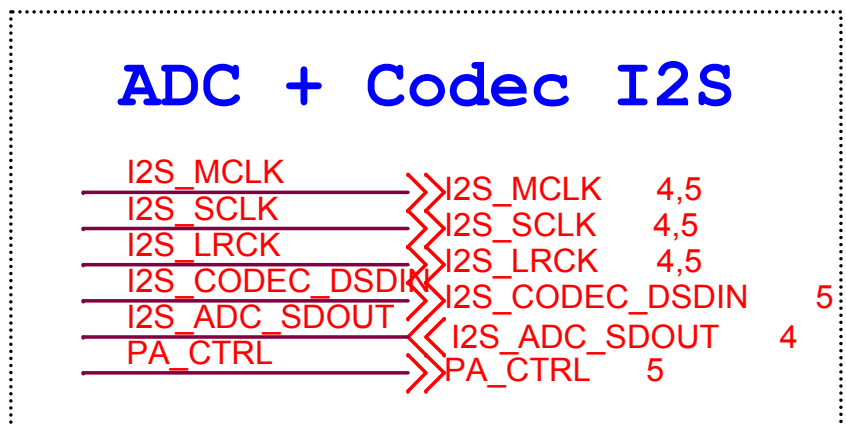 ADC + Codec I2S
I2S_MCLK I2S_MCLK 4,5
I2S_SCLK I2S_SCLK 4,5
I2S_LRCK I2S_LRCK 4,5
I2S_CODEC_DSDIN I2S_CODEC_DSDIN 5
I2S_ADC_SDOUT I2S_ADC_SDOUT 4
PA_CTRL PA_CTRL 5